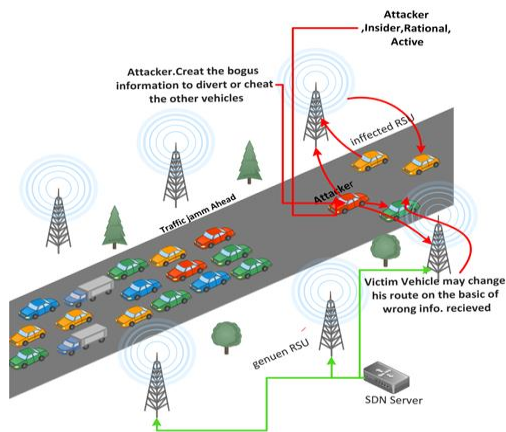 Attacker
,Insider,Rational,
Active
Attacker.Creat the bogus
information to divert or cheat
the other vehicles
inffected RSU
Attacker
Traffic jamm Ahead
Victim Vehicle may change
his route on the basic of
wrong info. recieved
genuen RSU
SDN Server